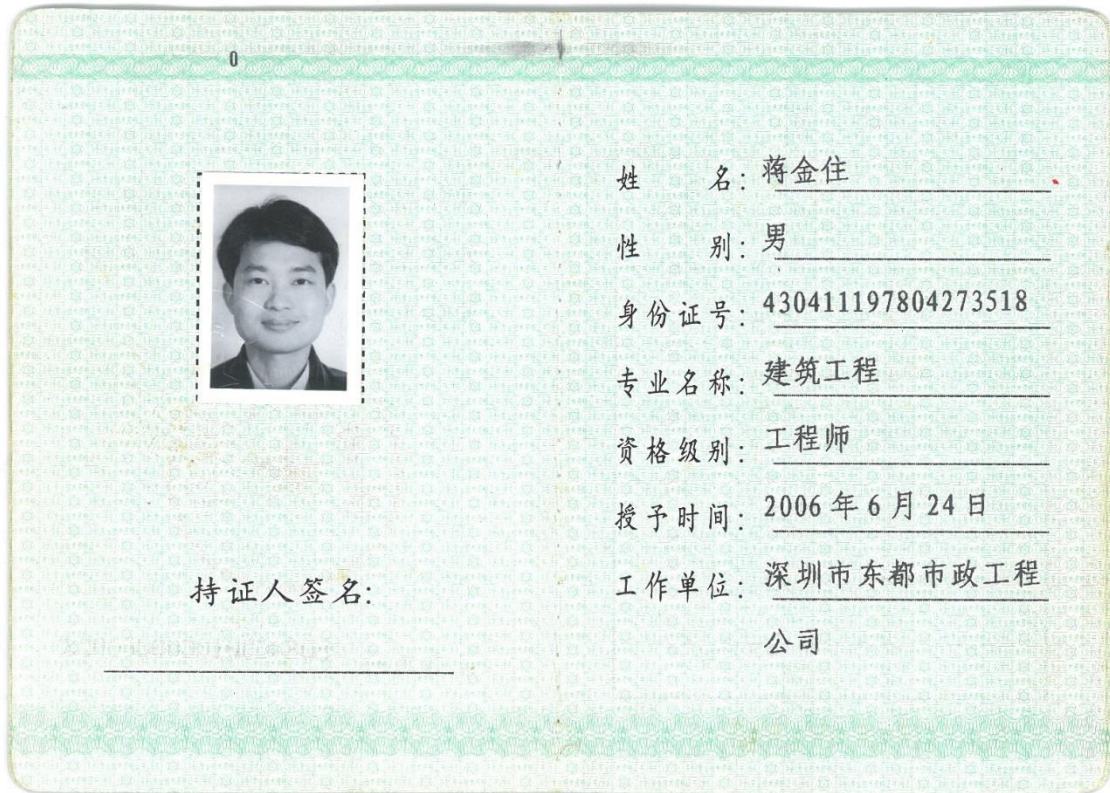 0
姓 名：蒋金住
性 别：男
身份证号：430411197804273518
专业名称：建筑工程
资格级别：工程师
授予时间：2006 年 6 月 24 日
工作单位：深圳市东都市政工程
公司
持证人签名: